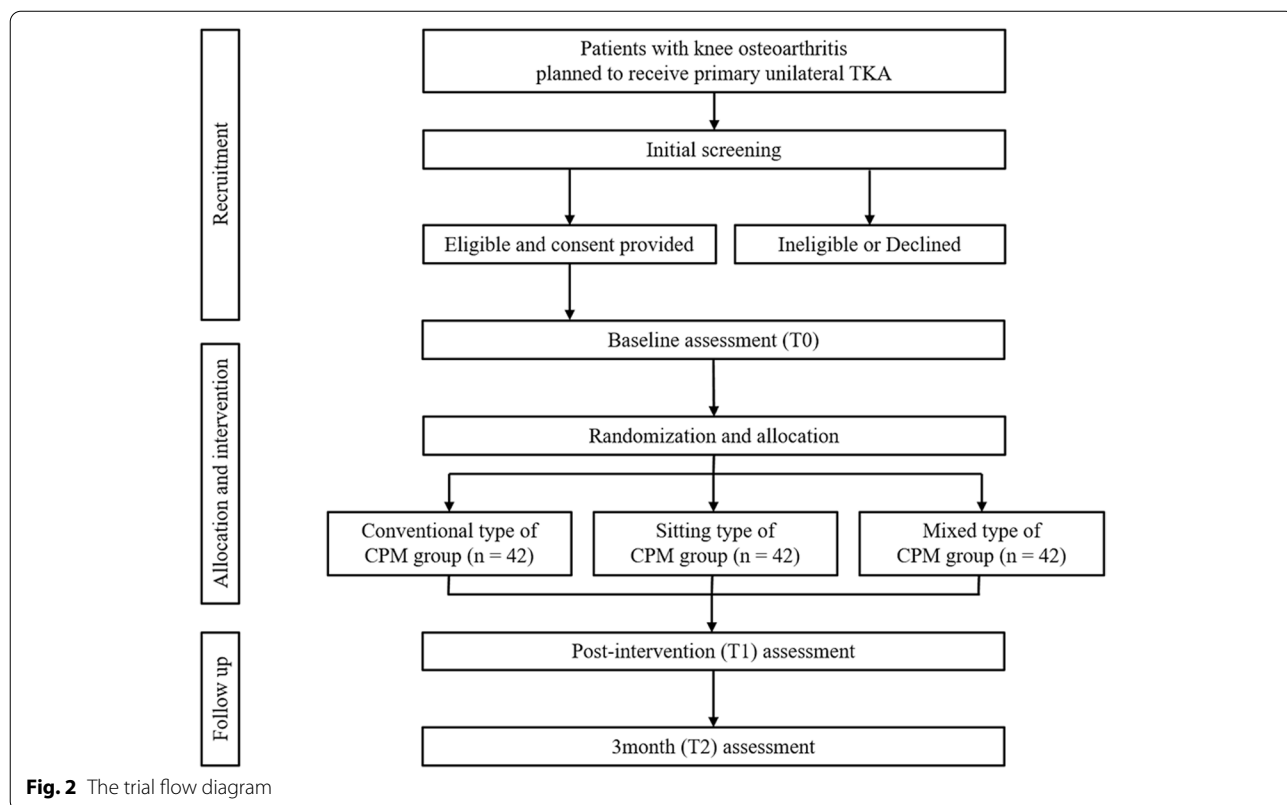 Recruitment
Patients with knee osteoarthritis
planned to receive primary unilateral TKA
Initial screening
Eligible and consent provided
Ineligible or Declined
Baseline assessment (T0)
Allocation and intervention
Randomization and allocation
Conventional type of
CPM group (n = 42)
Sitting type of
CPM group (n = 42)
Mixed type of
CPM group (n = 42)
Follow up
Post-intervention (T1) assessment
3month (T2) assessment
Fig. 2 The trial flow diagram